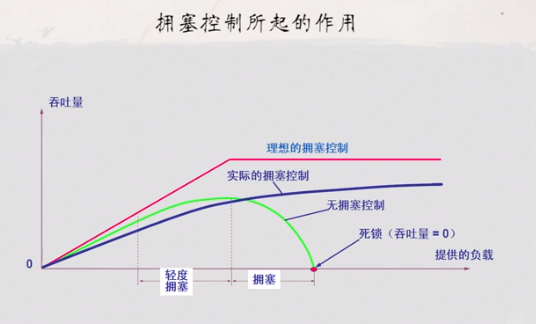 拥塞控制所起的作用
吞吐量
理想的拥塞控制
实际的拥塞控制
无拥塞控制
死锁（吞吐量 = 0）
提供的负载
0
轻度
拥塞
拥塞